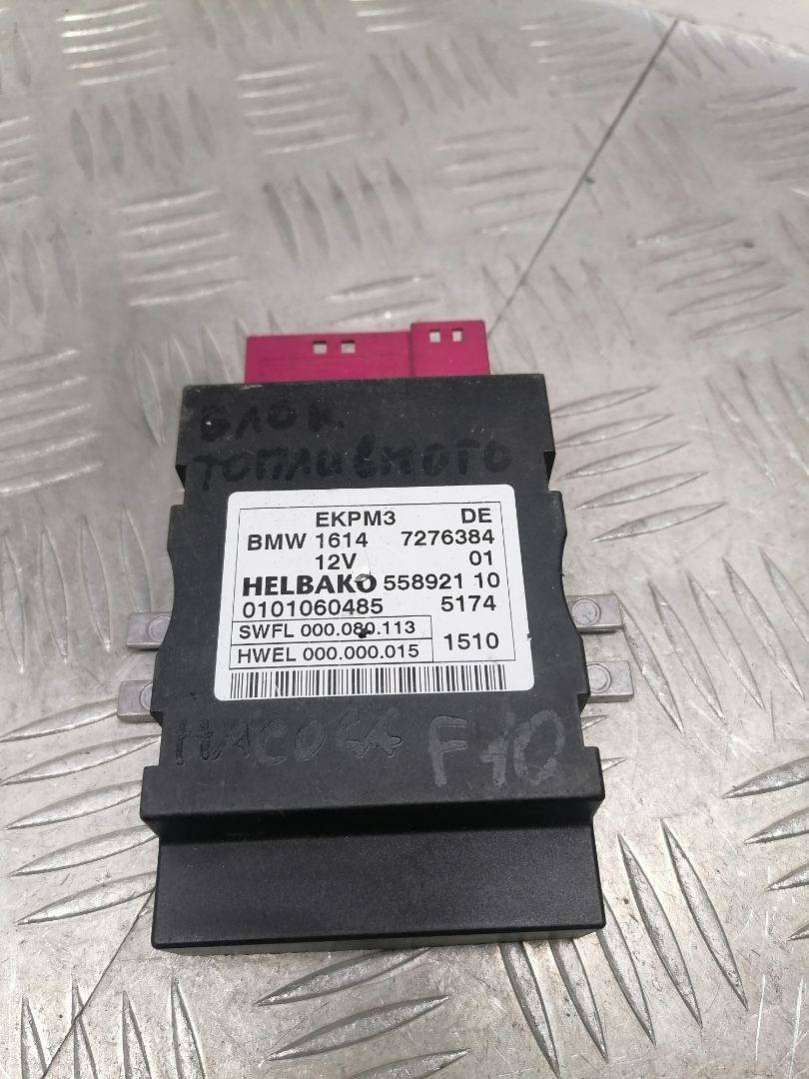 БЛОК
ТОПЛИВНОГО
EKPM3 DE
BMW 1614 7276384
12V 01
HELBAKO 558921 10
0101060485 5174
SWFL 000.080.113
HWEL 000.000.015 1510
НАСОСА F10